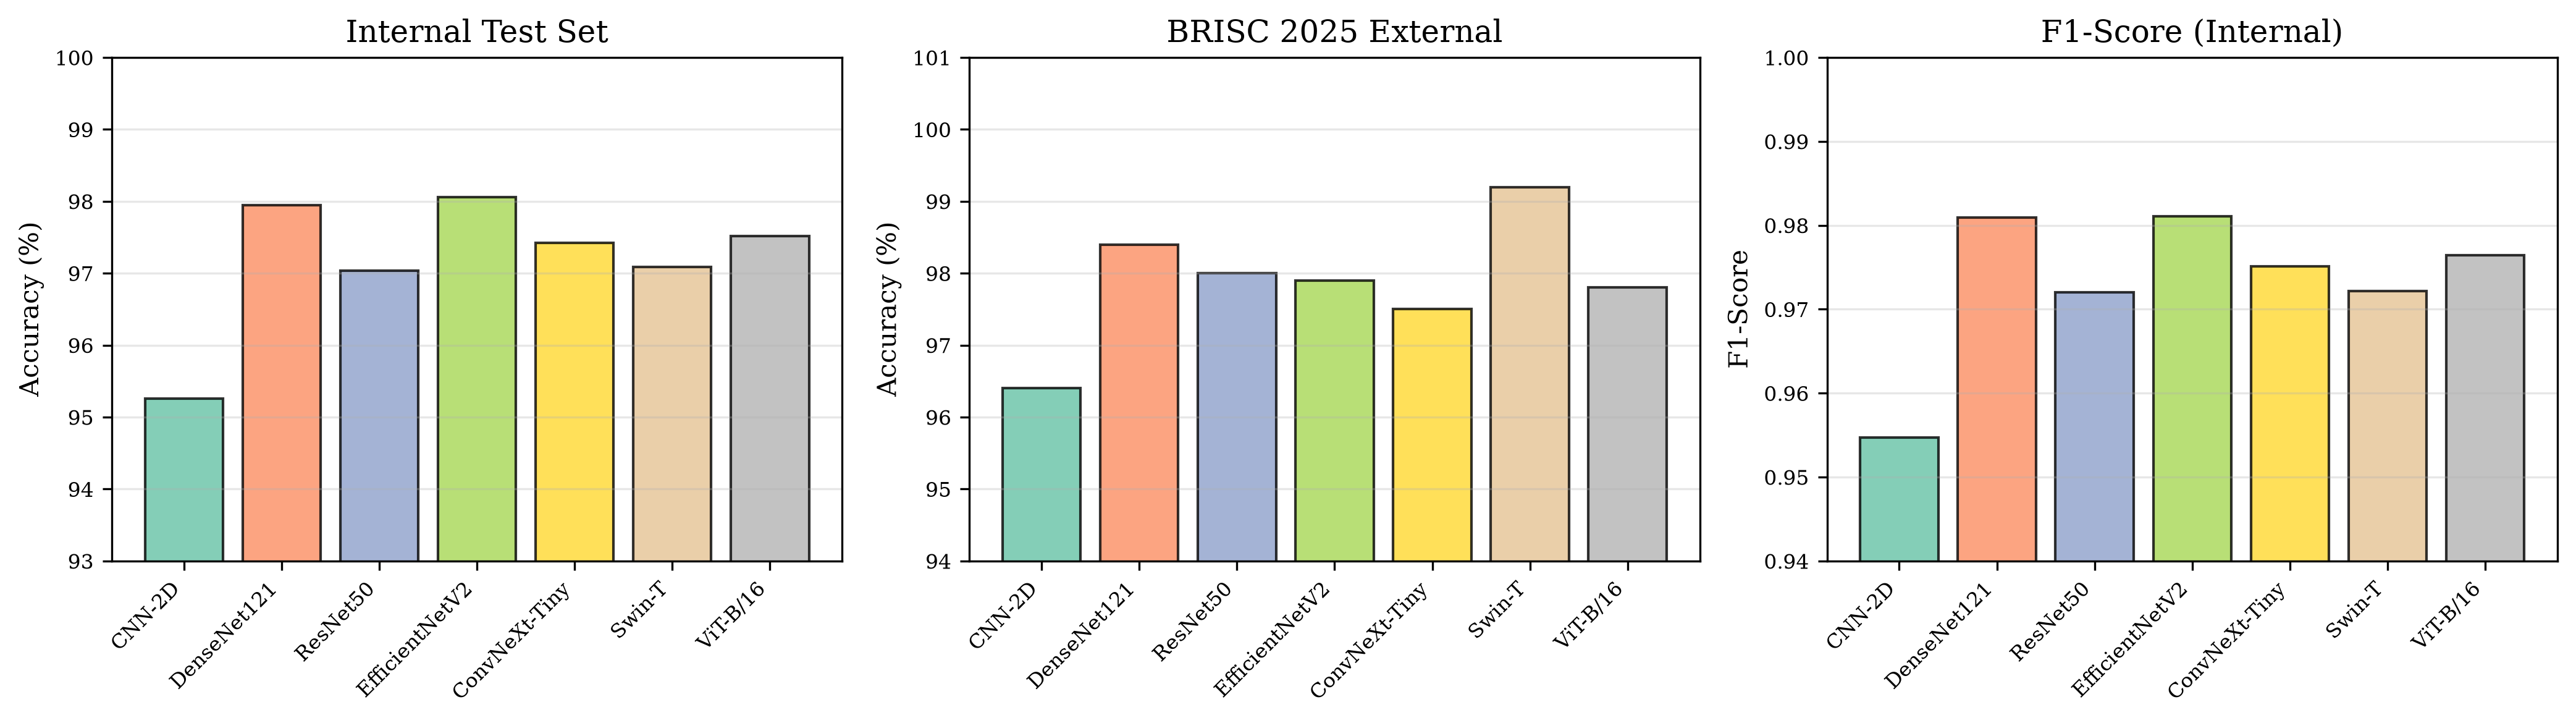 Internal Test Set
Accuracy (%)
100
99
98
97
96
95
94
93
CNN-2D
DenseNet121
ResNet50
EfficientNetV2
ConvNeXt-Tiny
Swin-T
ViT-B/16
BRISC 2025 External
Accuracy (%)
101
100
99
98
97
96
95
94
CNN-2D
DenseNet121
ResNet50
EfficientNetV2
ConvNeXt-Tiny
Swin-T
ViT-B/16
F1-Score (Internal)
F1-Score
1.00
0.99
0.98
0.97
0.96
0.95
0.94
CNN-2D
DenseNet121
ResNet50
EfficientNetV2
ConvNeXt-Tiny
Swin-T
ViT-B/16